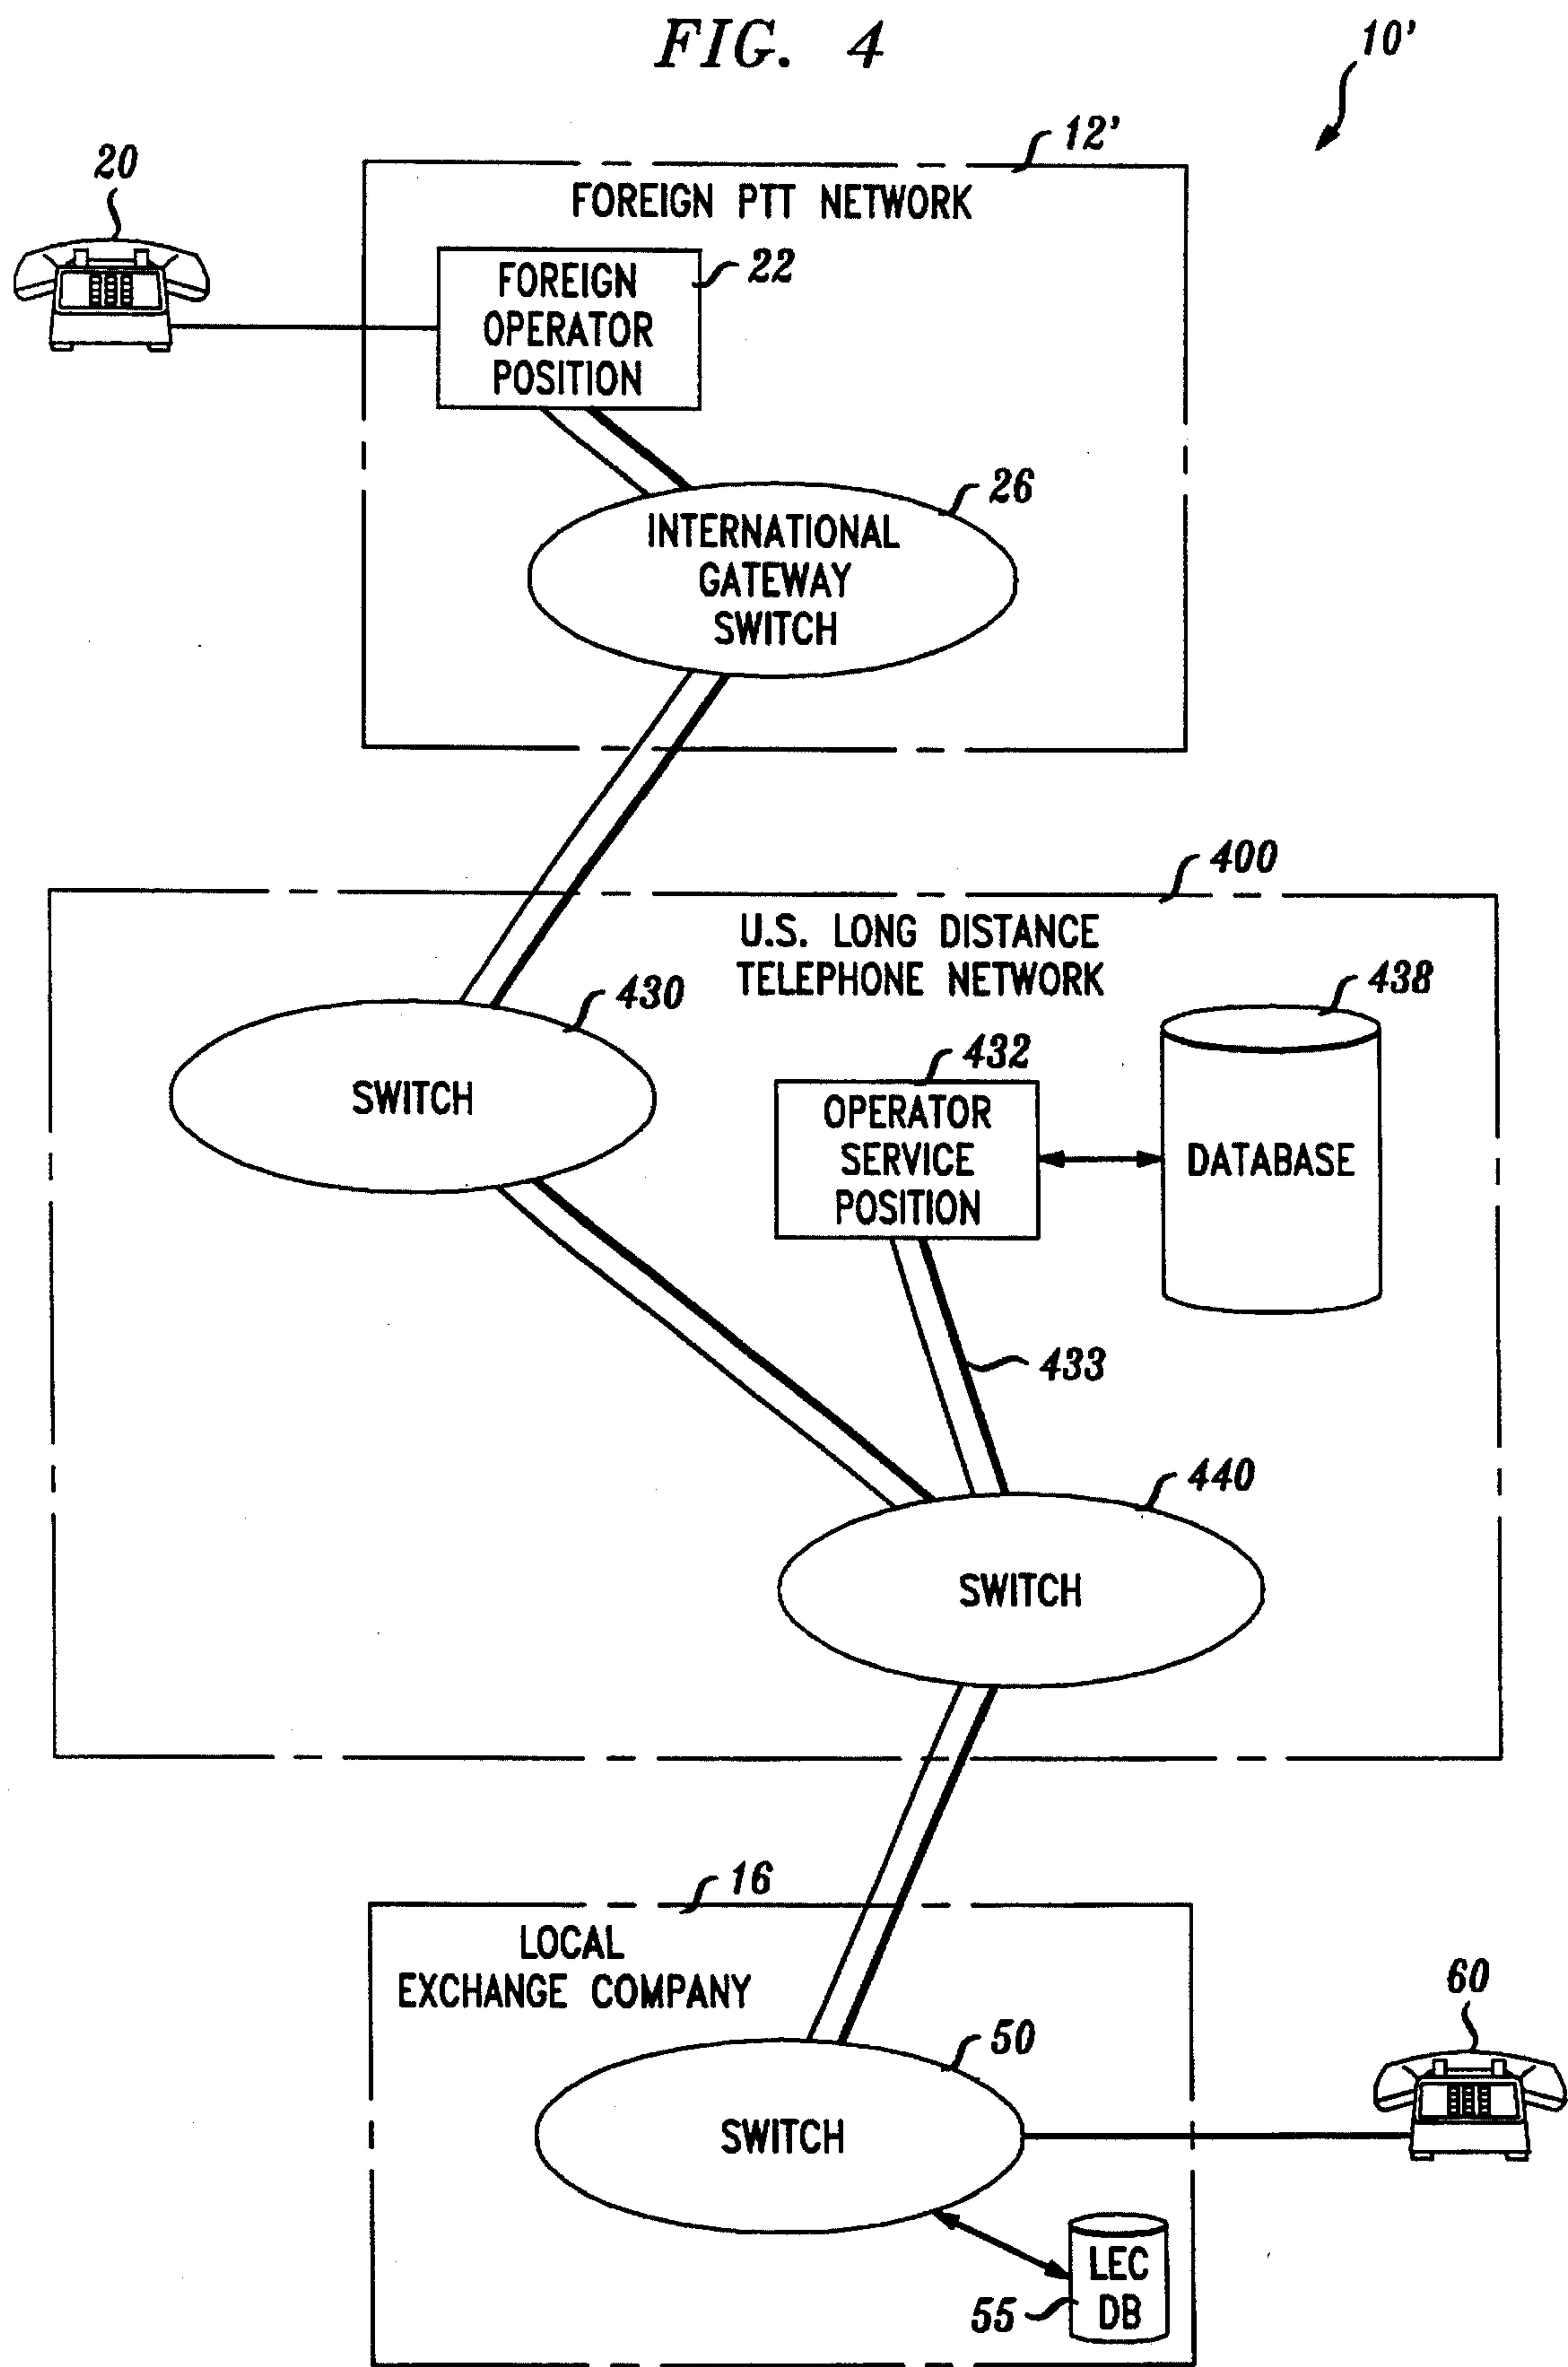 FIG. 4
10'
12'
20
FOREIGN PTT NETWORK
22
FOREIGN
OPERATOR
POSITION
26
INTERNATIONAL
GATEWAY
SWITCH
400
U.S. LONG DISTANCE
TELEPHONE NETWORK
430
438
432
SWITCH
OPERATOR
SERVICE
POSITION
DATABASE
433
440
SWITCH
16
LOCAL
EXCHANGE COMPANY
60
50
SWITCH
LEC
DB
55